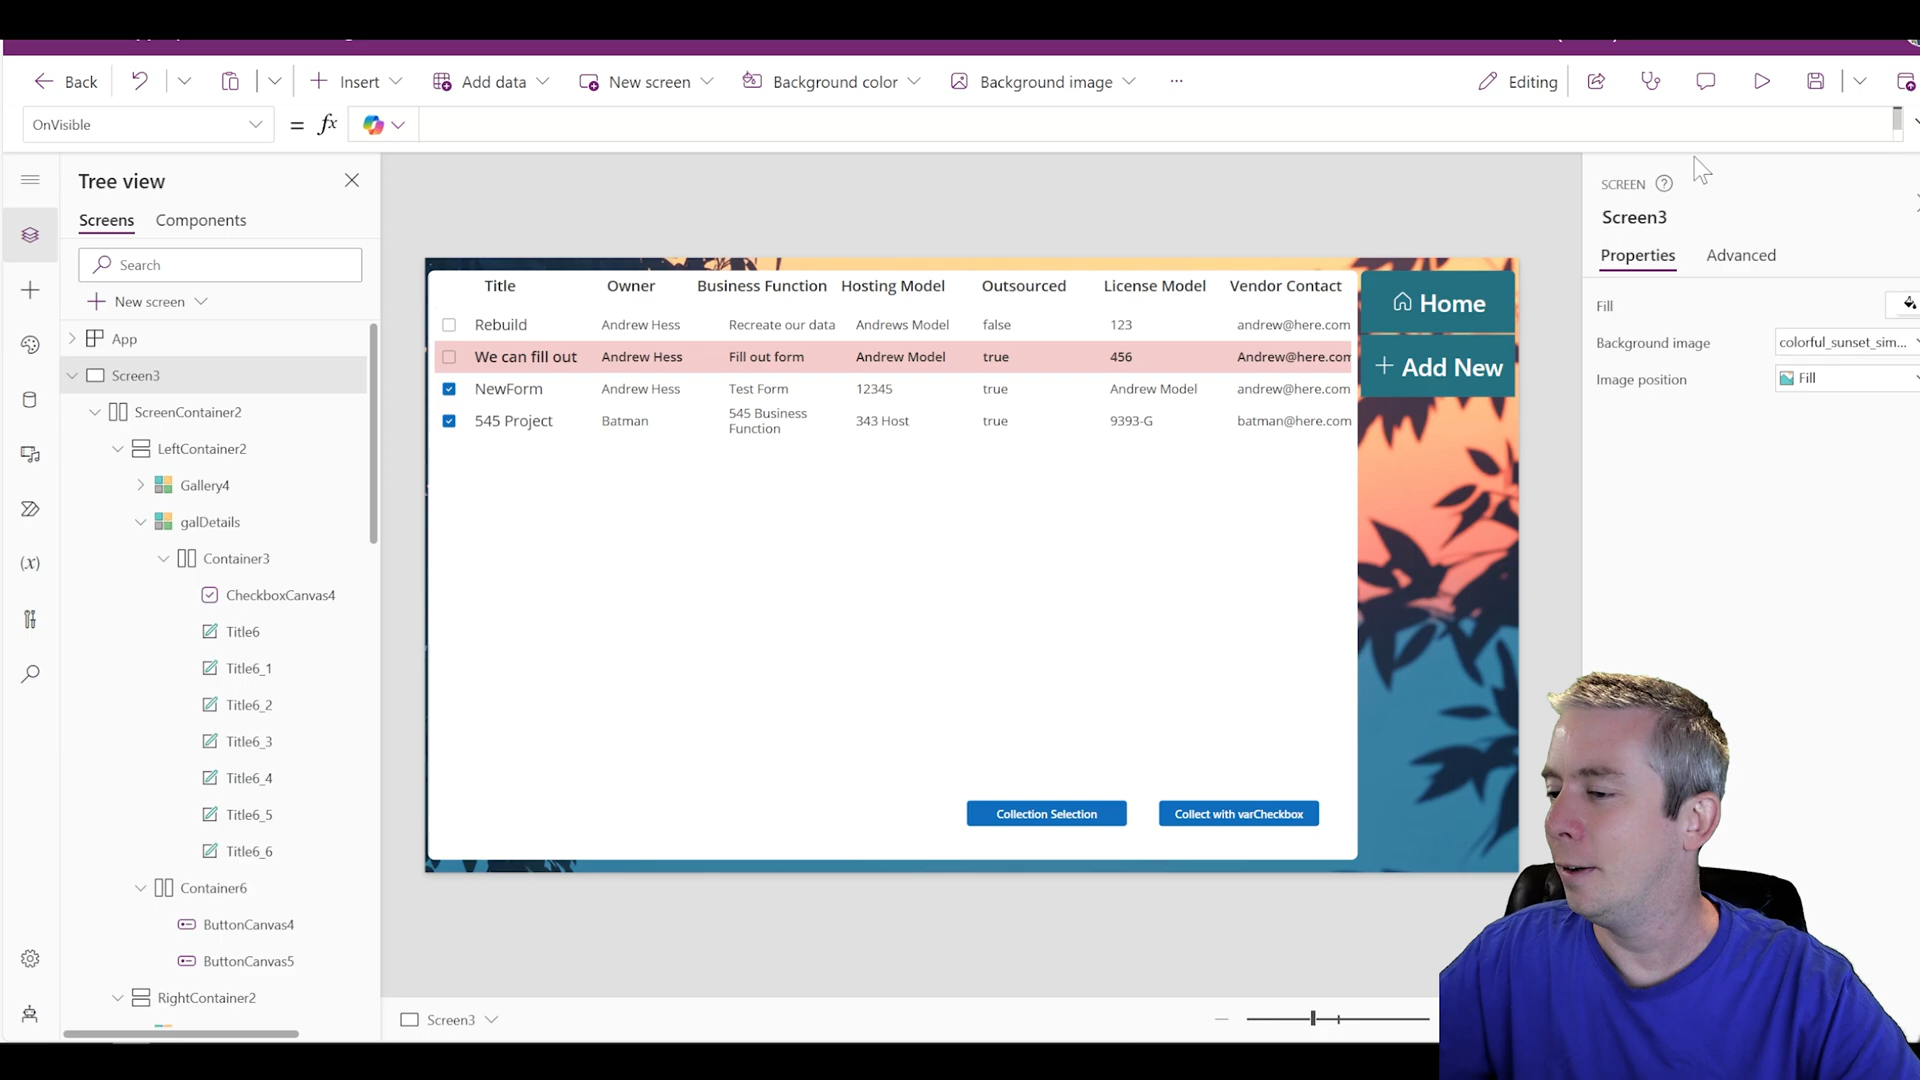 Back
Insert
Add data
New screen
Background color
Background image
...
Editing
OnVisible
= fx
Tree view
Screens Components
Search
New screen
App
Screen3
ScreenContainer2
LeftContainer2
Gallery4
galDetails
Container3
CheckboxCanvas4
Title6
Title6_1
Title6_2
Title6_3
Title6_4
Title6_5
Title6_6
Container6
ButtonCanvas4
ButtonCanvas5
RightContainer2
(x)
Title Owner Business Function Hosting Model Outsourced License Model Vendor Contact
Rebuild Andrew Hess Recreate our data Andrews Model false 123 andrew@here.com
We can fill out Andrew Hess Fill out form Andrew Model true 456 Andrew@here.com
NewForm Andrew Hess Test Form 12345 true Andrew Model andrew@here.com
545 Project Batman 545 Business Function 343 Host true 9393-G batman@here.com
Home
Add New
Collection Selection Collect with varCheckbox
Screen3
SCREEN
Screen3
Properties Advanced
Fill
Background image colorful_sunset_sim...
Image position Fill